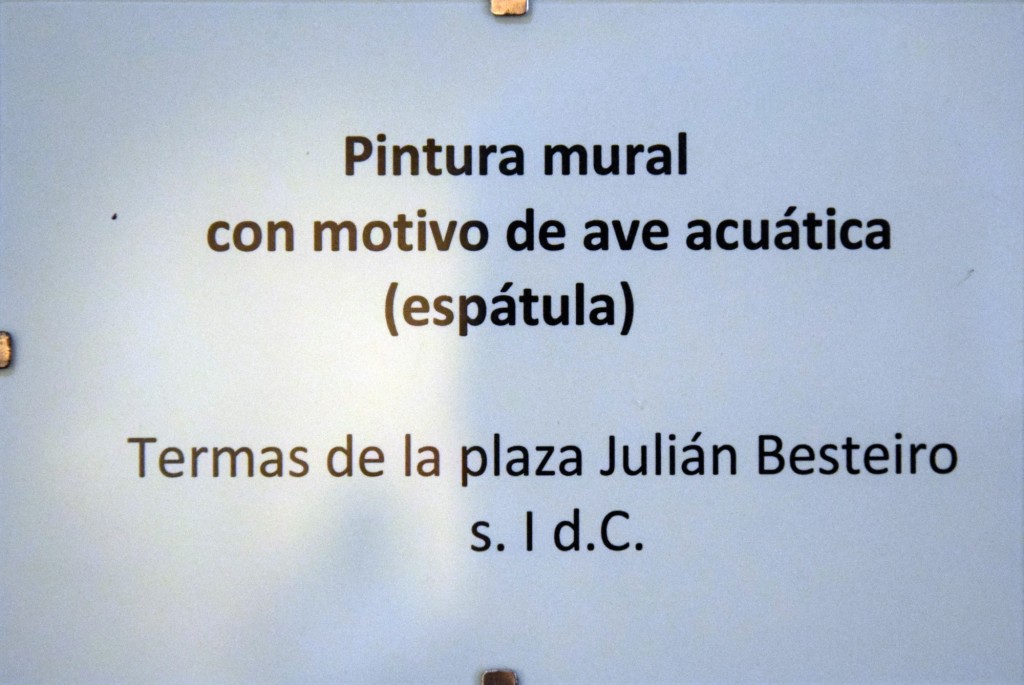 Pintura mural
con motivo de ave acuática
(espátula)
Termas de la plaza Julián Besteiro
s. I d.C.